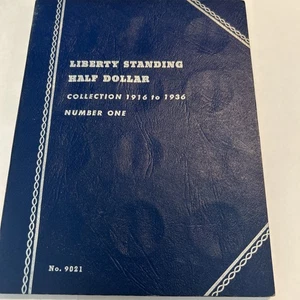 LIBERTY STANDING
HALF DOLLAR
COLLECTION 1916 to 1936
NUMBER ONE
No. 9021